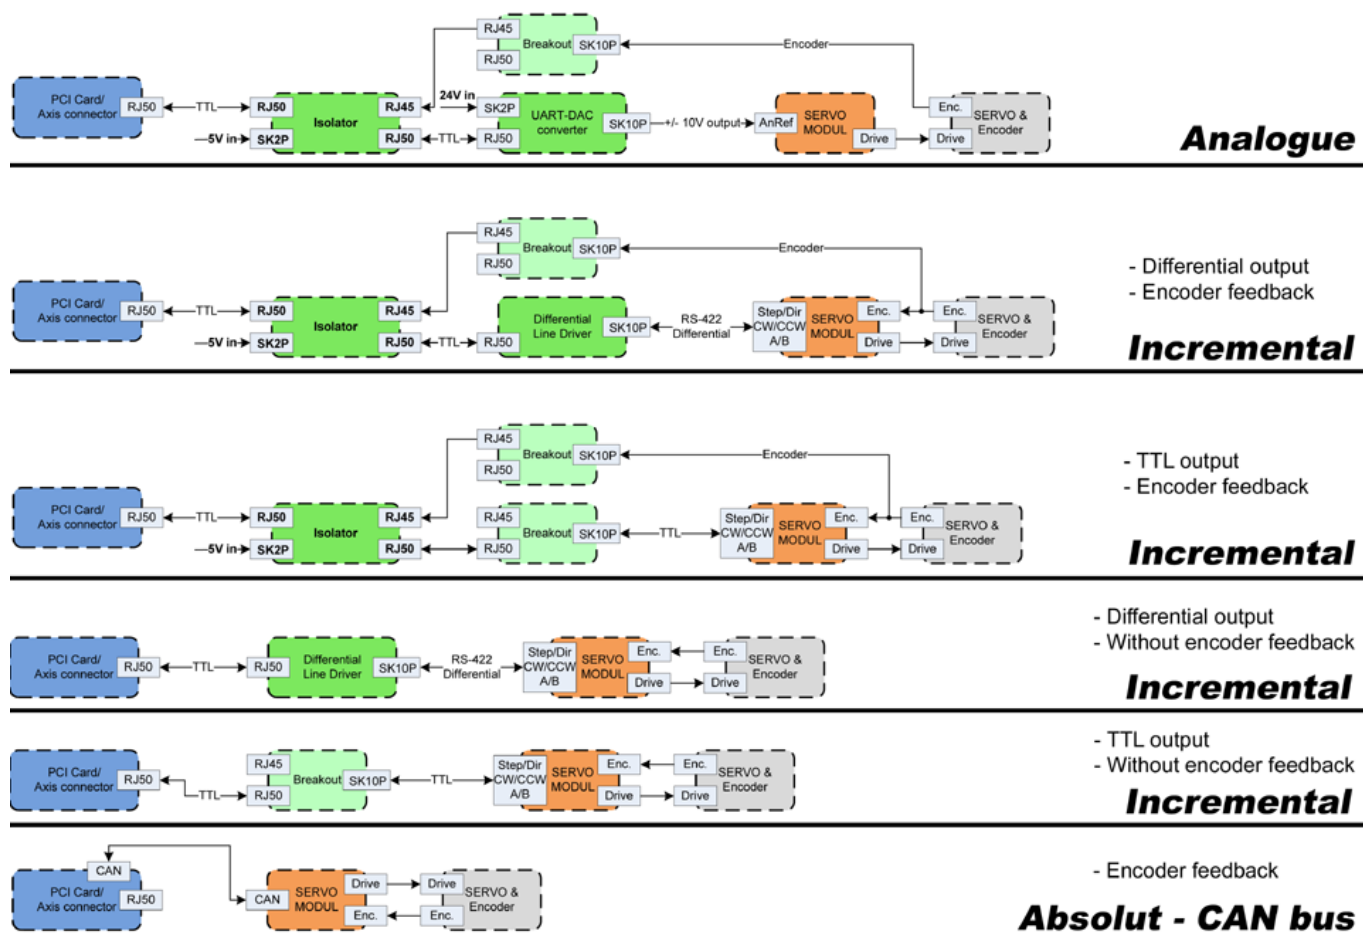 RJ45
Breakout
SK10P
Encoder
RJ50
PCI Card/
Axis connector
RJ50
TTL
RJ50
Isolator
RJ45
24V in
SK2P
UART-DAC
converter
SK10P
+/- 10V output
AnRef
SERVO
MODUL
Enc.
SERVO &
Encoder
5V in
SK2P
RJ50
TTL
RJ50
Drive
Drive
Analogue
RJ45
Breakout
SK10P
Encoder
RJ50
- Differential output
- Encoder feedback
PCI Card/
Axis connector
RJ50
TTL
RJ50
Isolator
RJ45
Differential
Line Driver
SK10P
RS-422
Differential
Step/Dir
CW/CCW
A/B
SERVO
MODUL
Enc.
Enc.
SERVO &
Encoder
5V in
SK2P
RJ50
TTL
RJ50
Drive
Drive
Incremental
RJ45
Breakout
SK10P
Encoder
RJ50
- TTL output
- Encoder feedback
PCI Card/
Axis connector
RJ50
TTL
RJ50
Isolator
RJ45
RJ45
Breakout
SK10P
TTL
Step/Dir
CW/CCW
A/B
SERVO
MODUL
Enc.
Enc.
SERVO &
Encoder
5V in
SK2P
RJ50
RJ50
Drive
Drive
Incremental
- Differential output
- Without encoder feedback
PCI Card/
Axis connector
RJ50
TTL
RJ50
Differential
Line Driver
SK10P
RS-422
Differential
Step/Dir
CW/CCW
A/B
SERVO
MODUL
Enc.
Enc.
SERVO &
Encoder
Drive
Drive
Incremental
- TTL output
- Without encoder feedback
PCI Card/
Axis connector
RJ50
TTL
RJ45
Breakout
RJ50
SK10P
TTL
Step/Dir
CW/CCW
A/B
SERVO
MODUL
Enc.
Enc.
SERVO &
Encoder
Drive
Drive
Incremental
CAN
PCI Card/
Axis connector
RJ50
CAN
SERVO
MODUL
Drive
Drive
SERVO &
Encoder
Enc.
Enc.
- Encoder feedback
Absolut - CAN bus